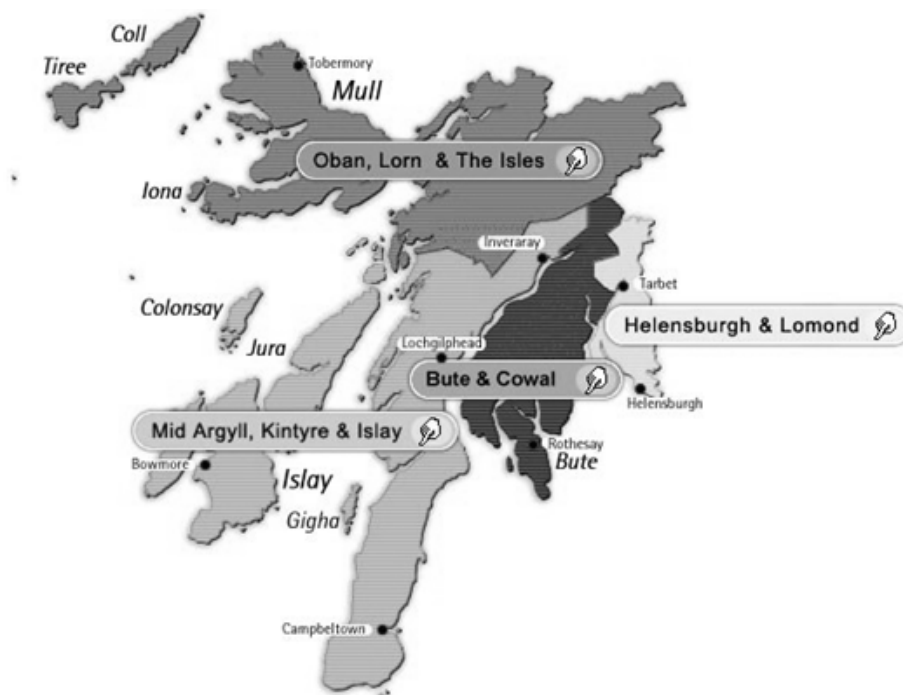 Coll
Tiree
Tobermory
Mull
Oban, Lorn & The Isles
Iona
Inveraray
Tarbet
Colonsay
Helensburgh & Lomond
Jura
Lochgilphead
Bute & Cowal
Helensburgh
Mid Argyll, Kintyre & Islay
Rothesay
Bowmore
Bute
Islay
Gigha
Campbeltown